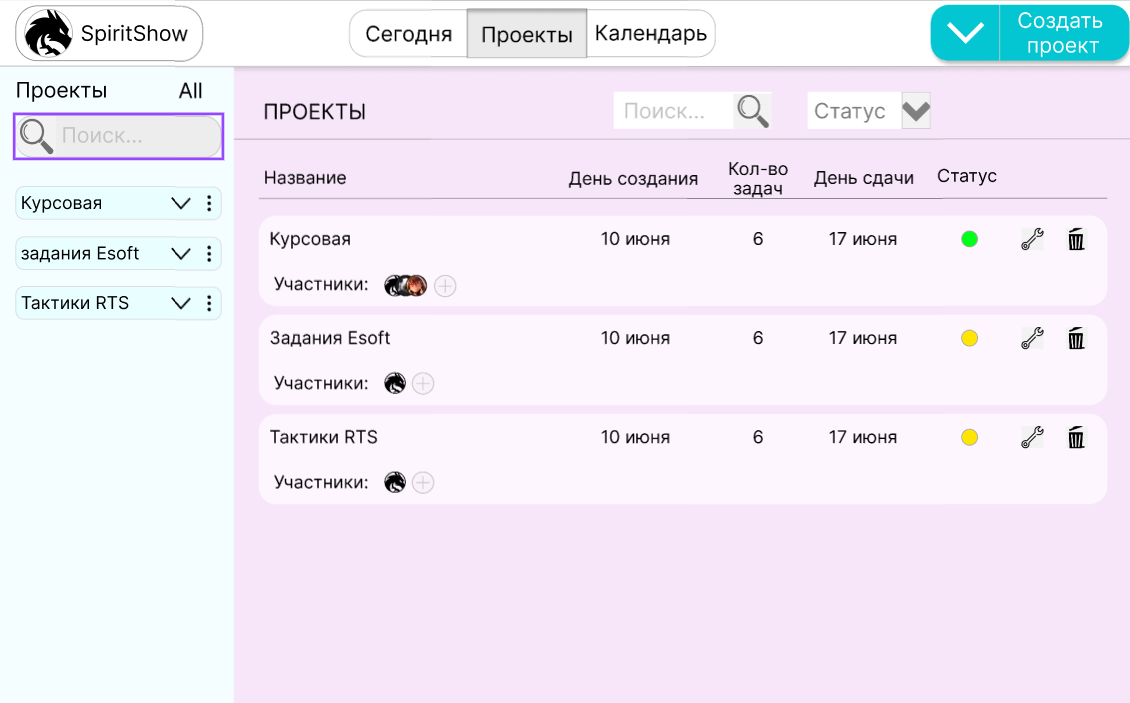 SpiritShow
Сегодня
Проекты
Календарь
Создать
проект
Проекты
All
Поиск...
Курсовая
задания Esoft
Тактики RTS
ПРОЕКТЫ
Поиск...
Статус
Название
День создания
Кол-во
задач
День сдачи
Статус
Курсовая
10 июня
6
17 июня
Участники:
Задания Esoft
10 июня
6
17 июня
Участники:
Тактики RTS
10 июня
6
17 июня
Участники: